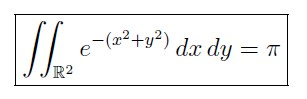 ∬_{ℝ²} e^{-(x²+y²)} dx dy = π